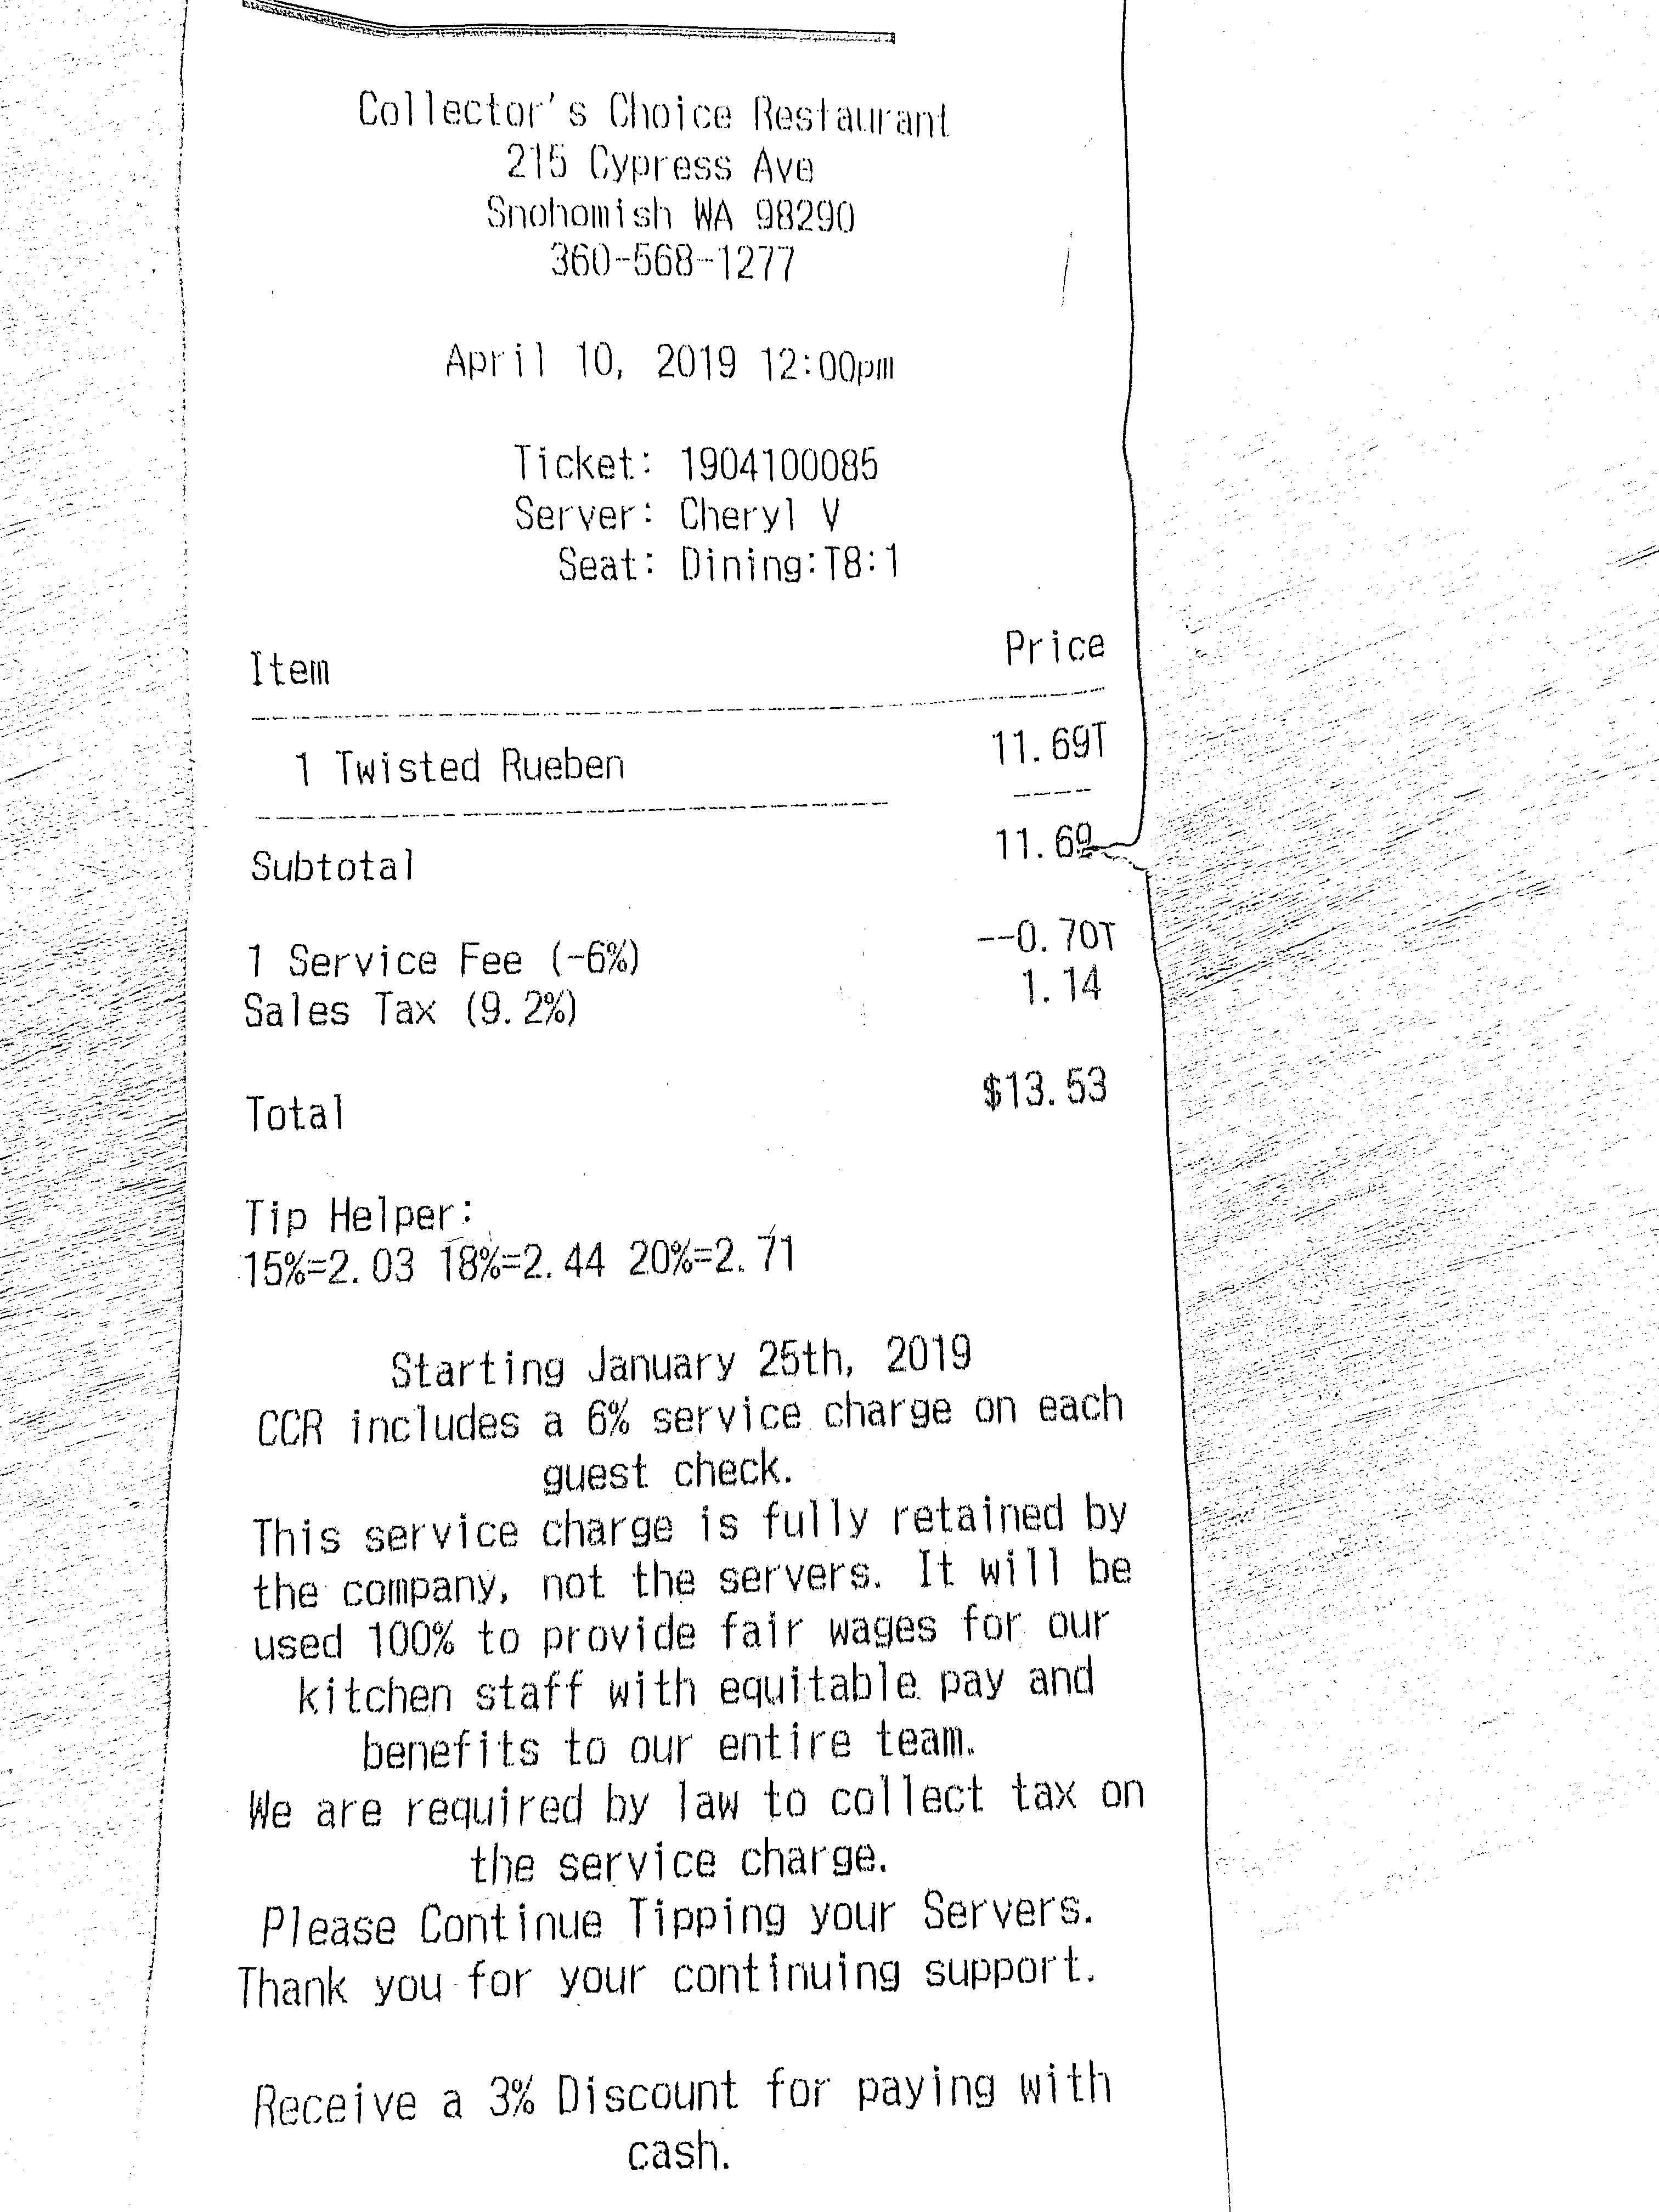 Collector's Choice Restaurant
215 Cypress Ave
Snohomish WA 98290
360-568-1277
April 10, 2019 12:00pm
Ticket: 1904100085
Server: Cheryl V
Seat: Dining:T8:1
Item Price
1 Twisted Rueben 11.69T
Subtotal 11.69
1 Service Fee (-6%) --0.70T
Sales Tax (9.2%) 1.14
Total $13.53
Tip Helper:
15%=2.03 18%=2.44 20%=2.71
Starting January 25th, 2019
CCR includes a 6% service charge on each
guest check.
This service charge is fully retained by
the company, not the servers. It will be
used 100% to provide fair wages for our
kitchen staff with equitable pay and
benefits to our entire team.
We are required by law to collect tax on
the service charge.
Please Continue Tipping your Servers.
Thank you for your continuing support.
Receive a 3% Discount for paying with
cash.